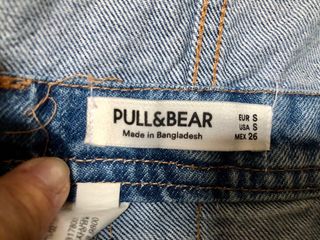 PULL&BEAR
Made in Bangladesh
EUR S
USA S
MEX 26